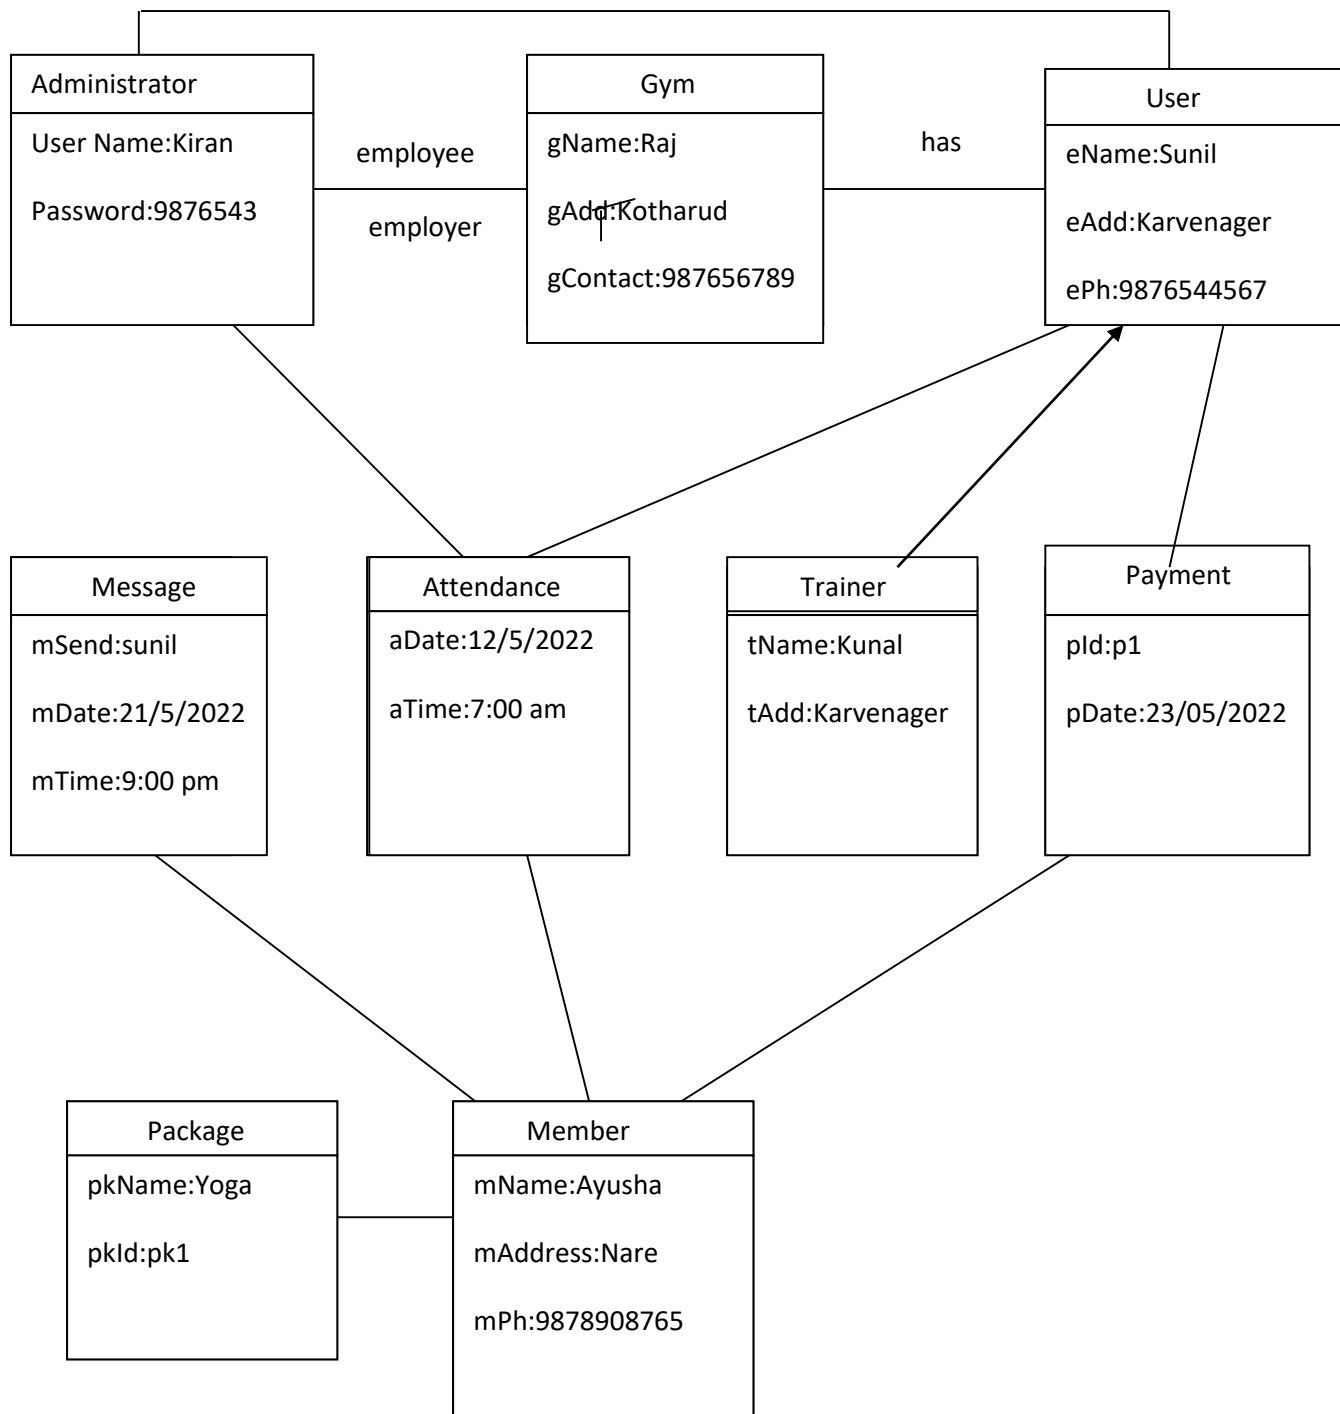 Administrator
User Name:Kiran
Password:9876543
employee
employer
Gym
gName:Raj
gAdd:Kotharud
gContact:987656789
has
User
eName:Sunil
eAdd:Karvenager
ePh:9876544567
Message
mSend:sunil
mDate:21/5/2022
mTime:9:00 pm
Attendance
aDate:12/5/2022
aTime:7:00 am
Trainer
tName:Kunal
tAdd:Karvenager
Payment
pId:p1
pDate:23/05/2022
Package
pkName:Yoga
pkId:pk1
Member
mName:Ayusha
mAddress:Nare
mPh:9878908765